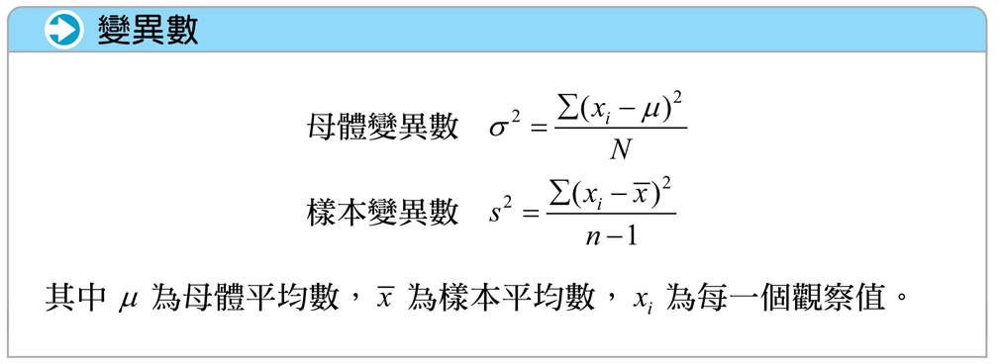 變異數
母體變異數 σ² = Σ(xᵢ − μ)² / N
樣本變異數 s² = Σ(xᵢ − x̄)² / n−1
其中 μ 為母體平均數，x̄ 為樣本平均數，xᵢ 為每一個觀察值。